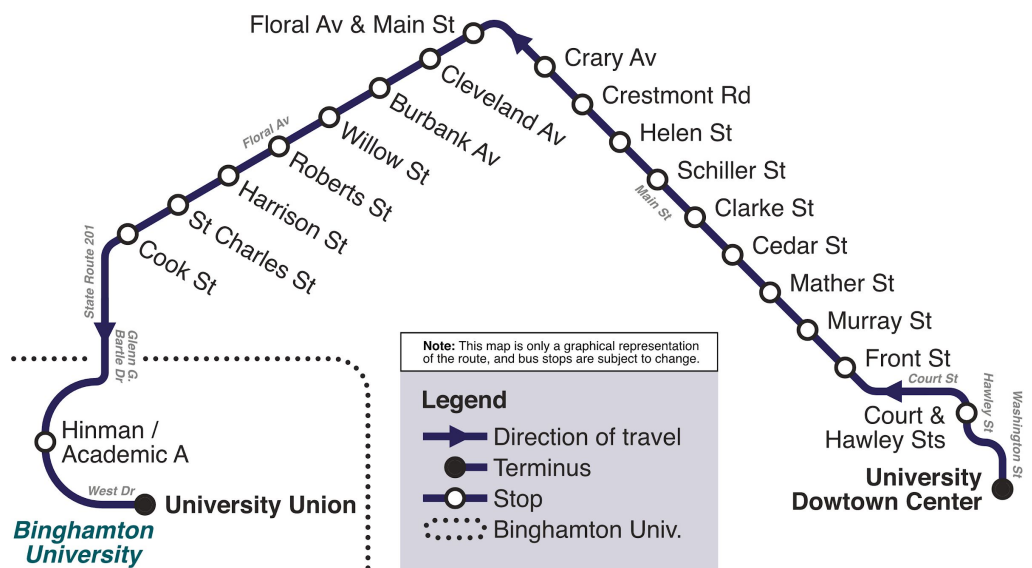 Floral Av & Main St
Crary Av
Crestmont Rd
Helen St
Schiller St
Clarke St
Cedar St
Mather St
Murray St
Front St
Main St
Court St
Hawley St
Washington St
Court &
Hawley Sts
University
Dowtown Center
Cleveland Av
Burbank Av
Willow St
Roberts St
Harrison St
St Charles St
Cook St
Floral Av
State Route 201
Glenn G.
Bartle Dr
Hinman /
Academic A
West Dr
University Union
Binghamton
University
Note: This map is only a graphical representation
of the route, and bus stops are subject to change.
Legend
Direction of travel
Terminus
Stop
Binghamton Univ.